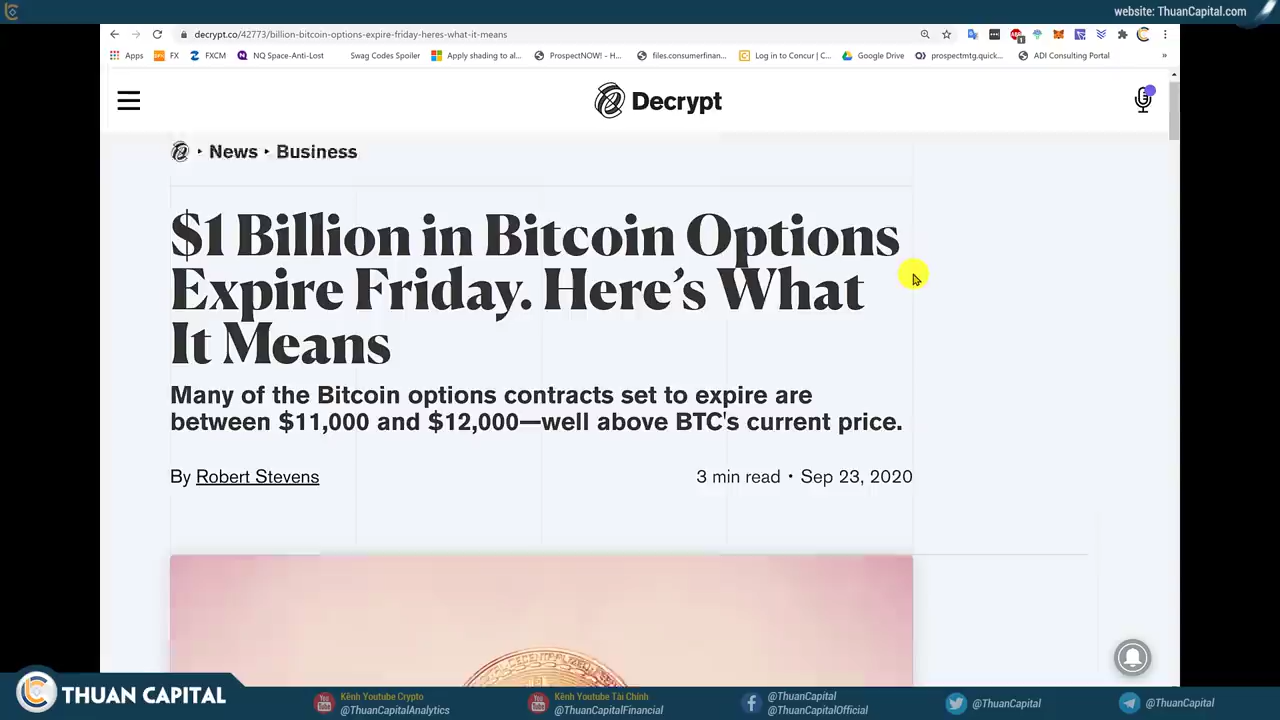 website: ThuanCapital.com
decrypt.co/42773/billion-bitcoin-options-expire-friday-heres-what-it-means
Apps FX FXCM NQ Space-Anti-Lost Swag Codes Spoiler Apply shading to al... ProspectNOW! - H... files.consumerfinan... Log in to Concur | C... Google Drive prospectmtg.quick... ADI Consulting Portal »
Decrypt
News ‣ Business
$1 Billion in Bitcoin Options
Expire Friday. Here's What
It Means
Many of the Bitcoin options contracts set to expire are
between $11,000 and $12,000—well above BTC's current price.
By Robert Stevens 3 min read • Sep 23, 2020
THUAN CAPITAL
Kênh Youtube Crypto
@ThuanCapitalAnalytics
Kênh Youtube Tài Chính
@ThuanCapitalFinancial
@ThuanCapital
@ThuanCapitalOfficial
@ThuanCapital
@ThuanCapital